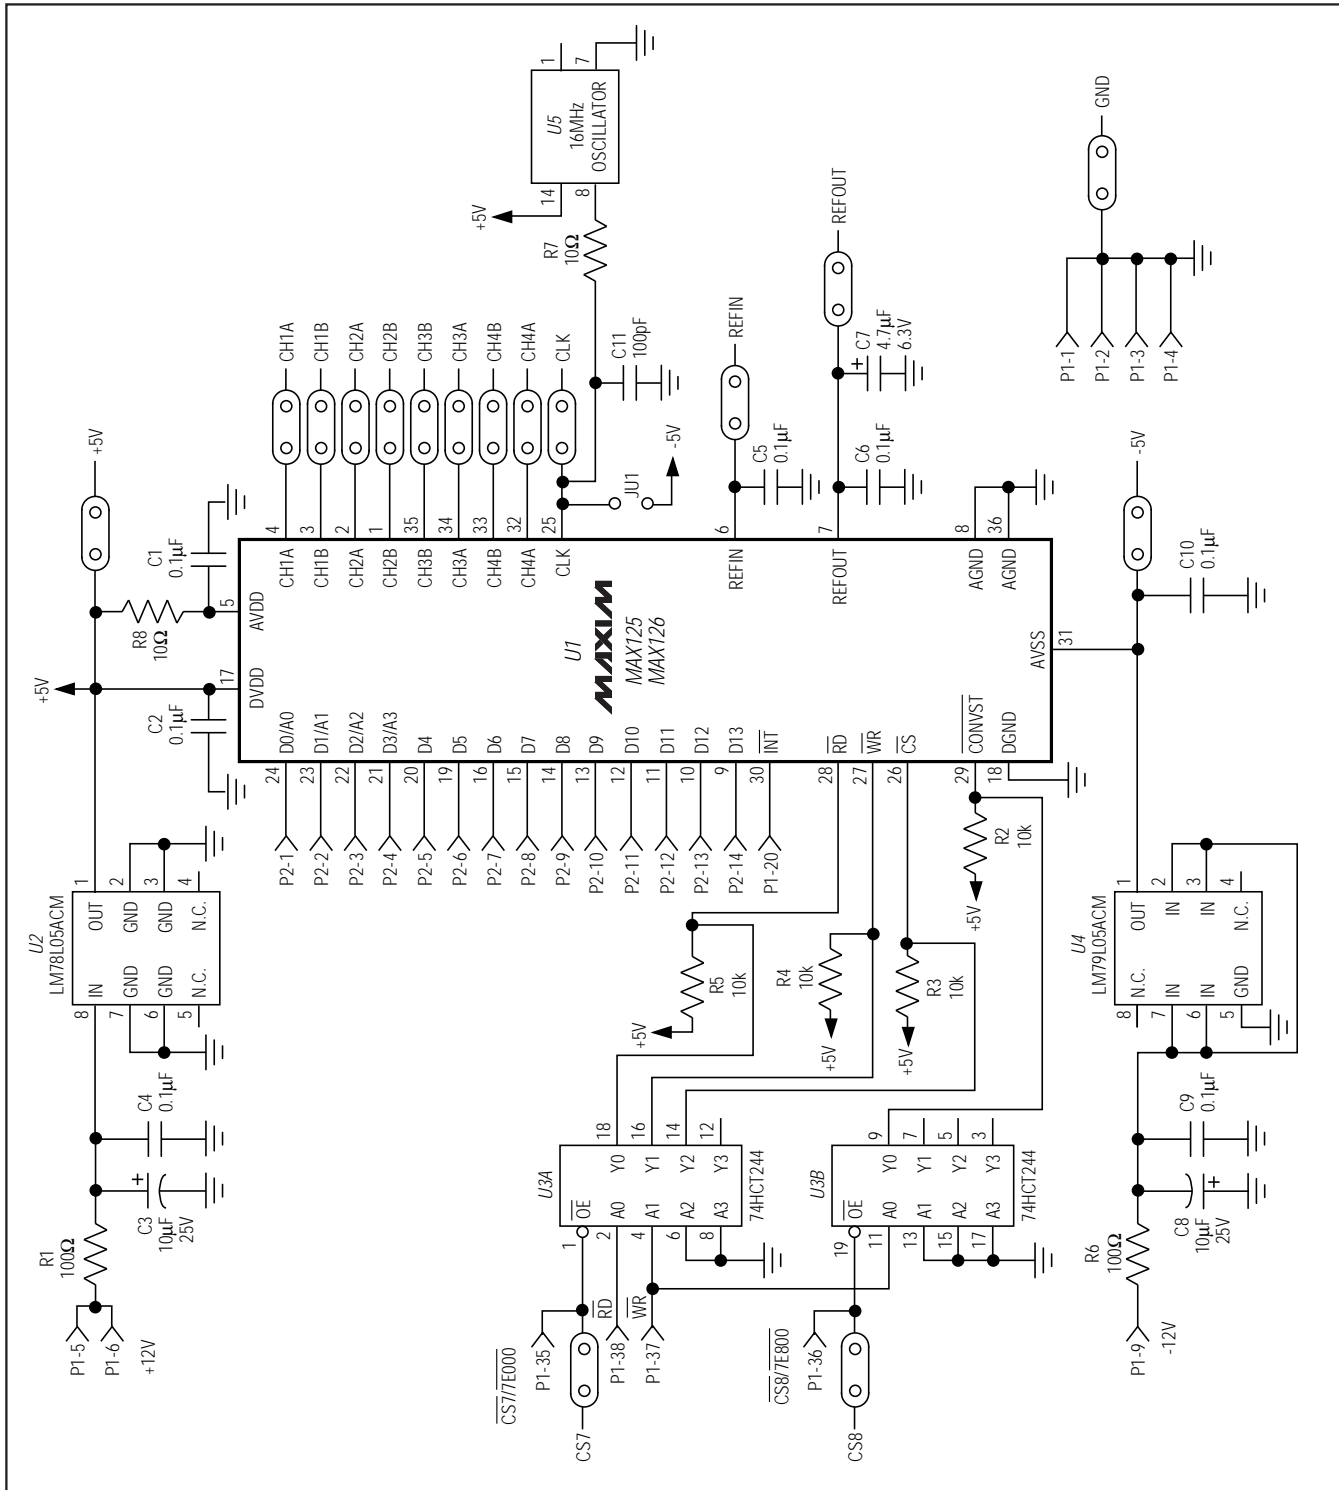 U5
16MHz
OSCILLATOR
1
7
14
8
+5V
R7
10Ω
GND
P1-1
P1-2
P1-3
P1-4
REFOUT
C7
4.7µF
6.3V
+
C6
0.1µF
REFIN
C5
0.1µF
C11
100pF
JU1
-5V
CH1A
CH1B
CH2A
CH2B
CH3B
CH3A
CH4B
CH4A
CLK
+5V
C1
0.1µF
R8
10Ω
+5V
C2
0.1µF
4
3
2
1
35
34
33
32
25
6
7
8
36
CH1A
CH1B
CH2A
CH2B
CH3B
CH3A
CH4B
CH4A
CLK
REFIN
REFOUT
AGND
AGND
5
AVDD
17
DVDD
U1
MAXIM
MAX125
MAX126
AVSS
31
D0/A0
D1/A1
D2/A2
D3/A3
D4
D5
D6
D7
D8
D9
D10
D11
D12
D13
INT
RD
WR
CS
CONVST
DGND
24
23
22
21
20
19
16
15
14
13
12
11
10
9
30
28
27
26
29
18
P2-1
P2-2
P2-3
P2-4
P2-5
P2-6
P2-7
P2-8
P2-9
P2-10
P2-11
P2-12
P2-13
P2-14
P1-20
R2
10k
+5V
R5
10k
+5V
R4
10k
+5V
R3
10k
+5V
-5V
C10
0.1µF
U2
LM78L05ACM
IN
GND
GND
N.C.
OUT
GND
GND
N.C.
8
7
6
5
1
2
3
4
C4
0.1µF
+
C3
10µF
25V
R1
100Ω
P1-5
P1-6
+12V
U4
LM79L05ACM
N.C.
IN
IN
GND
OUT
IN
IN
N.C.
8
7
6
5
1
2
3
4
C9
0.1µF
+
C8
10µF
25V
R6
100Ω
P1-9
-12V
U3A
74HCT244
OE
A0
A1
A2
A3
Y0
Y1
Y2
Y3
1
2
4
6
8
18
16
14
12
U3B
74HCT244
OE
A0
A1
A2
A3
Y0
Y1
Y2
Y3
19
11
13
15
17
9
7
5
3
RD
WR
P1-35
P1-38
P1-37
P1-36
CS7/7E000
CS7
CS8/7E800
CS8